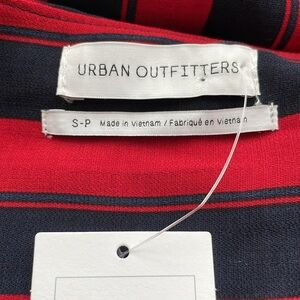 URBAN OUTFITTERS
S-P Made in Vietnam / Fabriqué en Vietnam